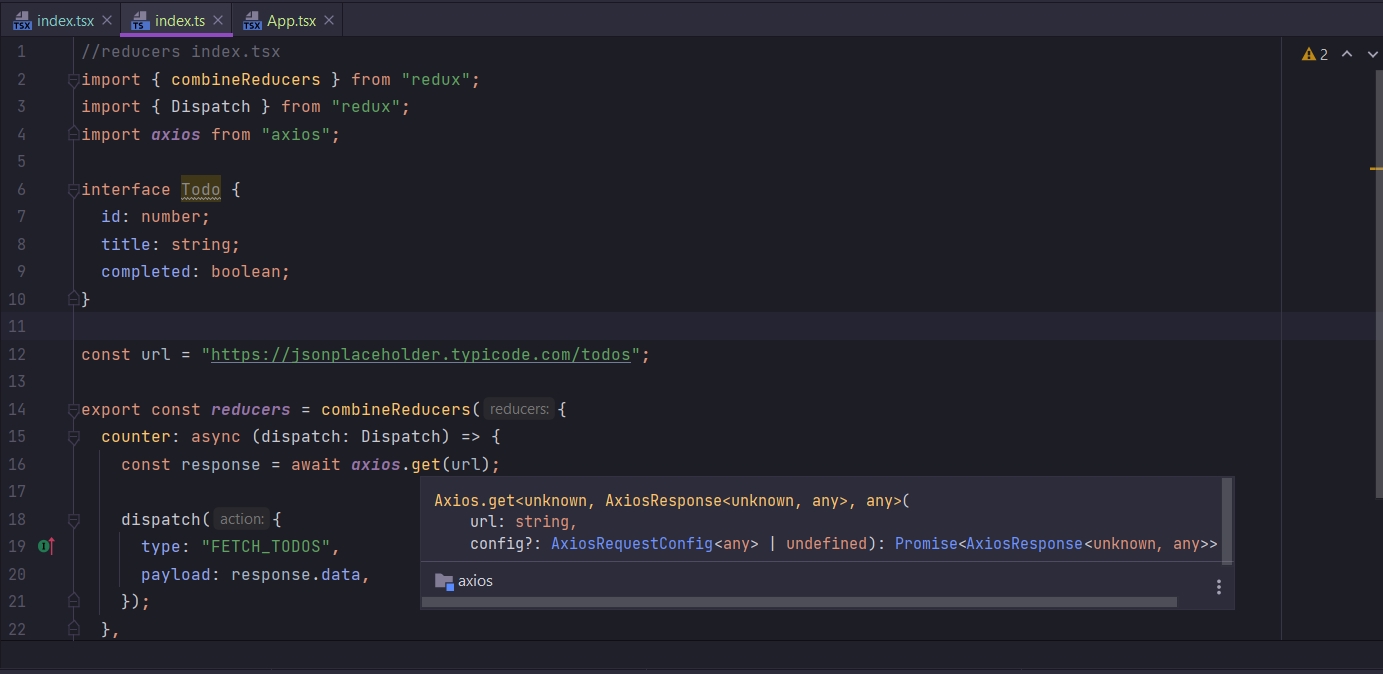 index.tsx index.ts App.tsx
1 //reducers index.tsx
2 import { combineReducers } from "redux";
3 import { Dispatch } from "redux";
4 import axios from "axios";
5
6 interface Todo {
7 id: number;
8 title: string;
9 completed: boolean;
10 }
11
12 const url = "https://jsonplaceholder.typicode.com/todos";
13
14 export const reducers = combineReducers( reducers: {
15 counter: async (dispatch: Dispatch) => {
16 const response = await axios.get(url);
17
18 dispatch( action: {
19 type: "FETCH_TODOS",
20 payload: response.data,
21 });
22 },
2
Axios.get<unknown, AxiosResponse<unknown, any>, any>(
url: string,
config?: AxiosRequestConfig<any> | undefined): Promise<AxiosResponse<unknown, any>>
axios
TSX TS TSX